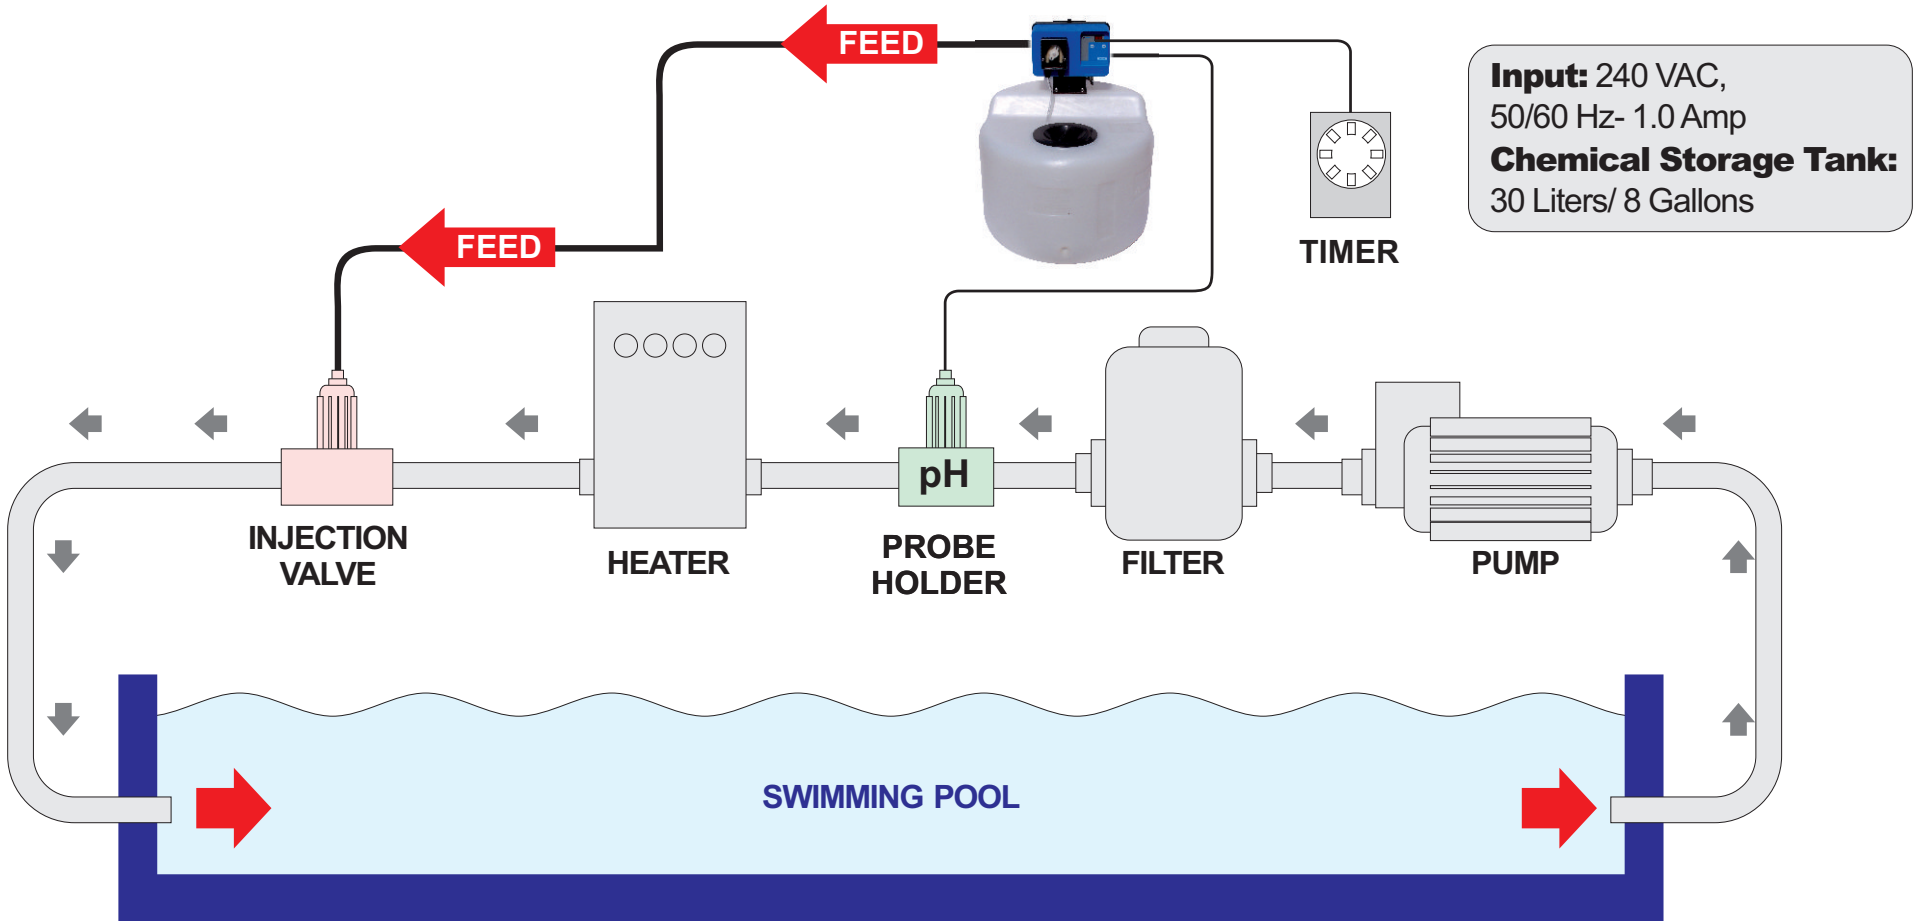 FEED
Input: 240 VAC,
50/60 Hz- 1.0 Amp
Chemical Storage Tank:
30 Liters/ 8 Gallons
FEED
TIMER
pH
INJECTION
VALVE
HEATER
PROBE
HOLDER
FILTER
PUMP
SWIMMING POOL